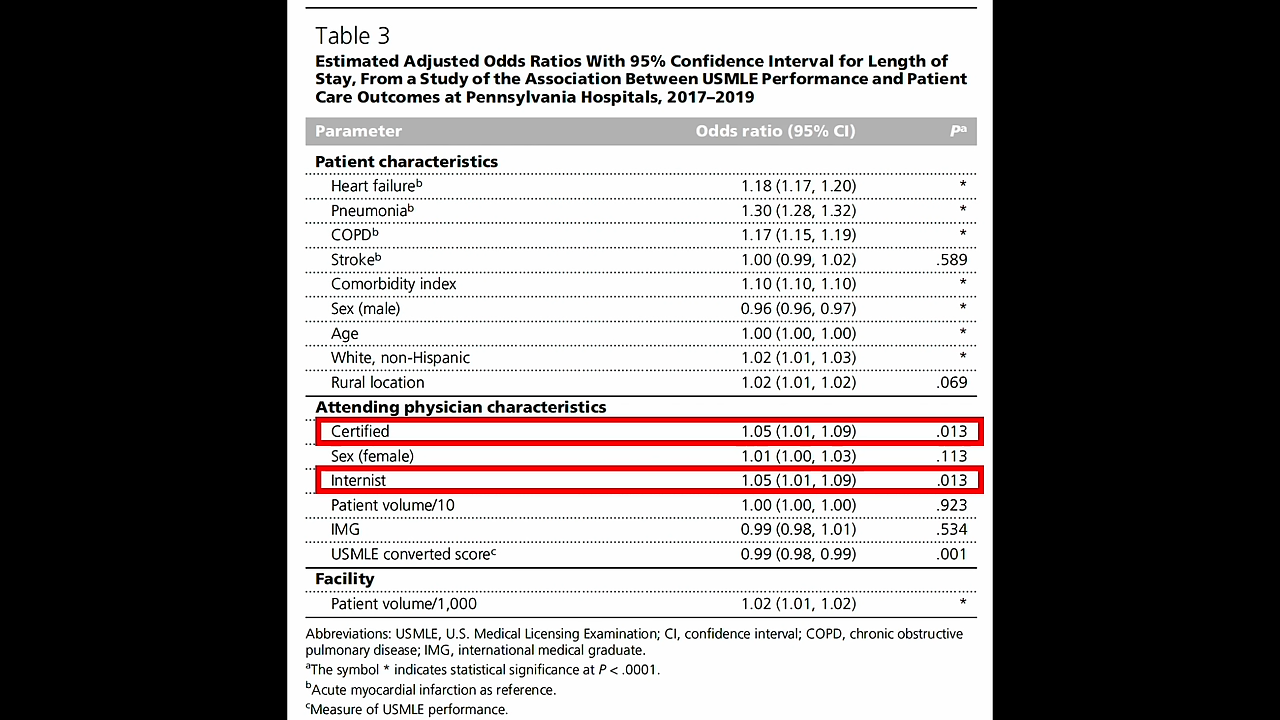 Table 3
Estimated Adjusted Odds Ratios With 95% Confidence Interval for Length of
Stay, From a Study of the Association Between USMLE Performance and Patient
Care Outcomes at Pennsylvania Hospitals, 2017–2019
Parameter Odds ratio (95% CI) Pᵃ
Patient characteristics
Heart failureᵇ 1.18 (1.17, 1.20) *
Pneumoniaᵇ 1.30 (1.28, 1.32) *
COPDᵇ 1.17 (1.15, 1.19) *
Strokeᵇ 1.00 (0.99, 1.02) .589
Comorbidity index 1.10 (1.10, 1.10) *
Sex (male) 0.96 (0.96, 0.97) *
Age 1.00 (1.00, 1.00) *
White, non-Hispanic 1.02 (1.01, 1.03) *
Rural location 1.02 (1.01, 1.02) .069
Attending physician characteristics
Certified 1.05 (1.01, 1.09) .013
Sex (female) 1.01 (1.00, 1.03) .113
Internist 1.05 (1.01, 1.09) .013
Patient volume/10 1.00 (1.00, 1.00) .923
IMG 0.99 (0.98, 1.01) .534
USMLE converted scoreᶜ 0.99 (0.98, 0.99) .001
Facility
Patient volume/1,000 1.02 (1.01, 1.02) *
Abbreviations: USMLE, U.S. Medical Licensing Examination; CI, confidence interval; COPD, chronic obstructive
pulmonary disease; IMG, international medical graduate.
ᵃThe symbol * indicates statistical significance at P < .0001.
ᵇAcute myocardial infarction as reference.
ᶜMeasure of USMLE performance.